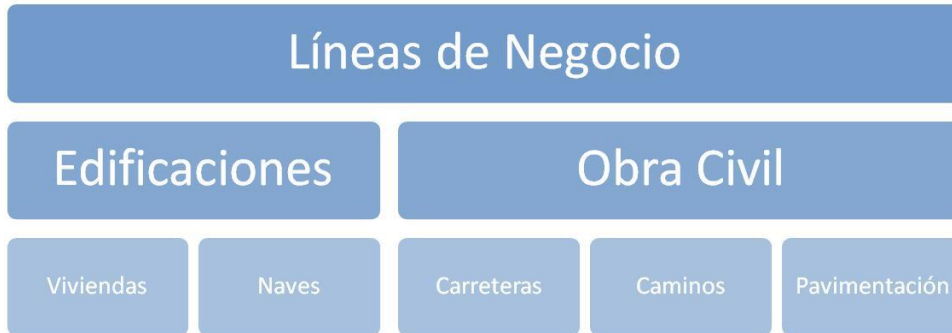 Líneas de Negocio
Edificaciones
Obra Civil
Viviendas
Naves
Carreteras
Caminos
Pavimentación